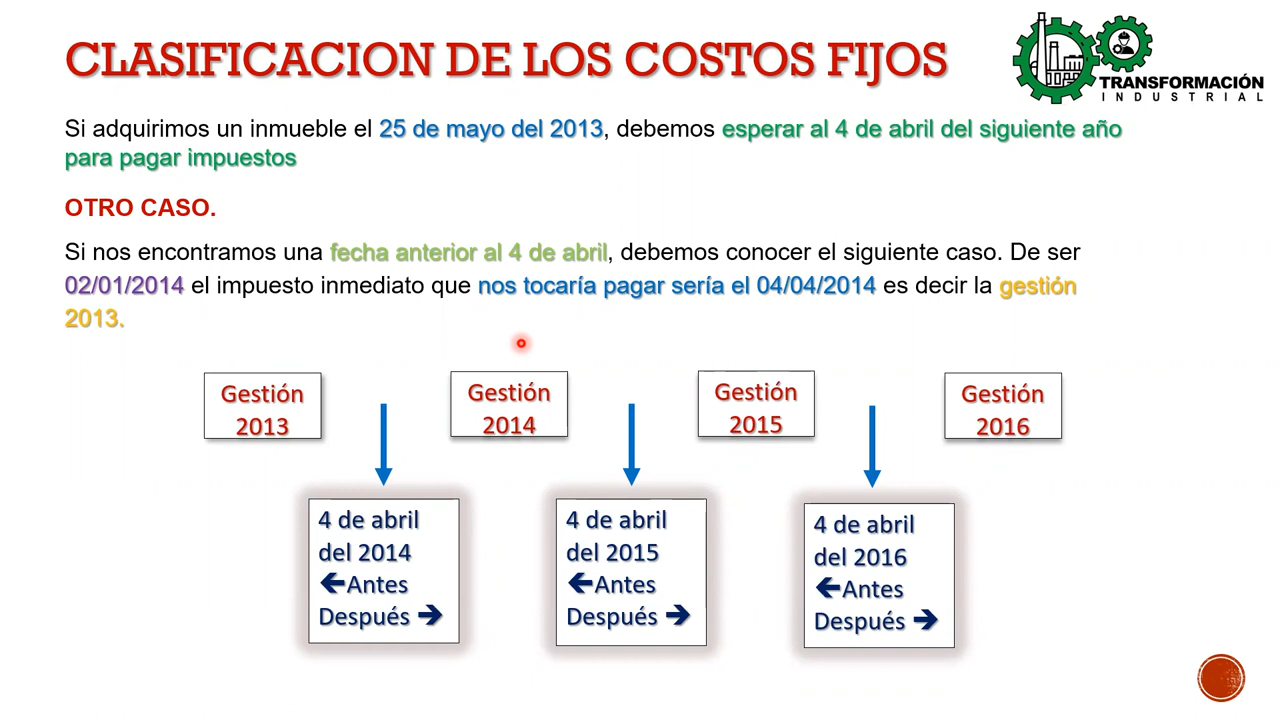 CLASIFICACION DE LOS COSTOS FIJOS
TRANSFORMACIÓN
INDUSTRIAL
Si adquirimos un inmueble el 25 de mayo del 2013, debemos esperar al 4 de abril del siguiente año
para pagar impuestos
OTRO CASO.
Si nos encontramos una fecha anterior al 4 de abril, debemos conocer el siguiente caso. De ser
02/01/2014 el impuesto inmediato que nos tocaría pagar sería el 04/04/2014 es decir la gestión
2013.
Gestión
2013
Gestión
2014
Gestión
2015
Gestión
2016
4 de abril
del 2014
🡸Antes
Después 🡺
4 de abril
del 2015
🡸Antes
Después 🡺
4 de abril
del 2016
🡸Antes
Después 🡺